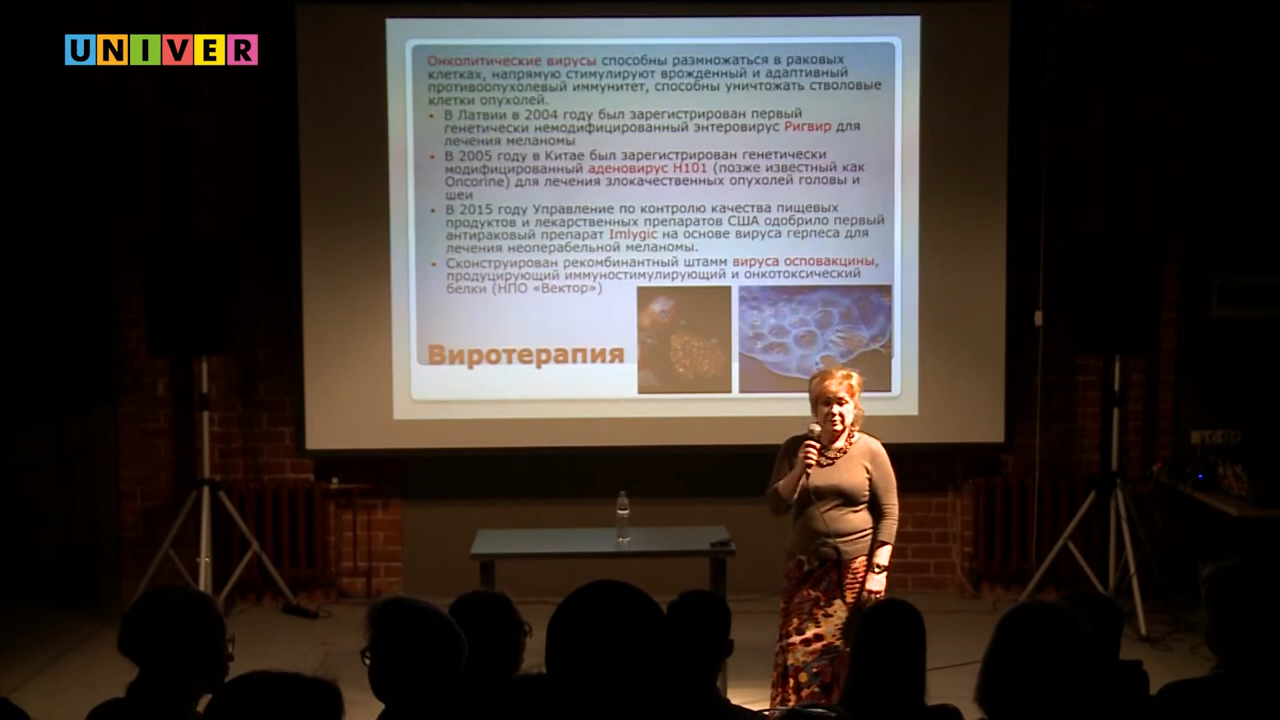 UNIVER
Онколитические вирусы способны размножаться в раковых
клетках, напрямую стимулируют врожденный и адаптивный
противоопухолевый иммунитет, способны уничтожать стволовые
клетки опухолей.
• В Латвии в 2004 году был зарегистрирован первый
генетически немодифицированный энтеровирус Ригвир для
лечения меланомы
• В 2005 году в Китае был зарегистрирован генетически
модифицированный аденовирус H101 (позже известный как
Oncorine) для лечения злокачественных опухолей головы и
шеи
• В 2015 году Управление по контролю качества пищевых
продуктов и лекарственных препаратов США одобрило первый
антираковый препарат Imlygic на основе вируса герпеса для
лечения неоперабельной меланомы.
• Сконструирован рекомбинантный штамм вируса осповакцины,
продуцирующий иммуностимулирующий и онкотоксический
белки (НПО «Вектор»)
Виротерапия